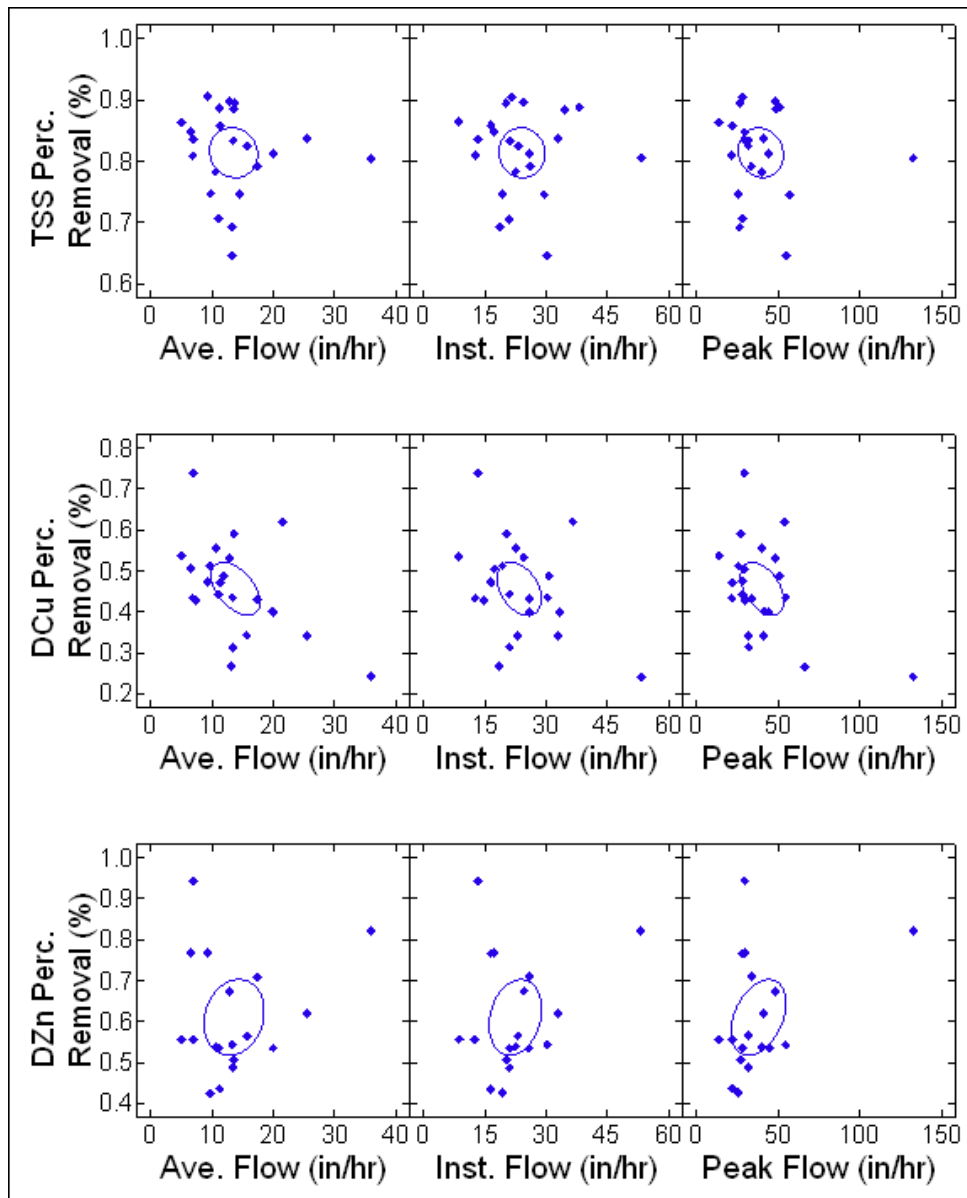 TSS Perc.
Removal (%)
1.0
0.9
0.8
0.7
0.6
0 10 20 30 40 0 15 30 45 60 0 50 100 150
Ave. Flow (in/hr) Inst. Flow (in/hr) Peak Flow (in/hr)
DCu Perc.
Removal (%)
0.8
0.7
0.6
0.5
0.4
0.3
0.2
0 10 20 30 40 0 15 30 45 60 0 50 100 150
Ave. Flow (in/hr) Inst. Flow (in/hr) Peak Flow (in/hr)
DZn Perc.
Removal (%)
1.0
0.9
0.8
0.7
0.6
0.5
0.4
0 10 20 30 40 0 15 30 45 60 0 50 100 150
Ave. Flow (in/hr) Inst. Flow (in/hr) Peak Flow (in/hr)